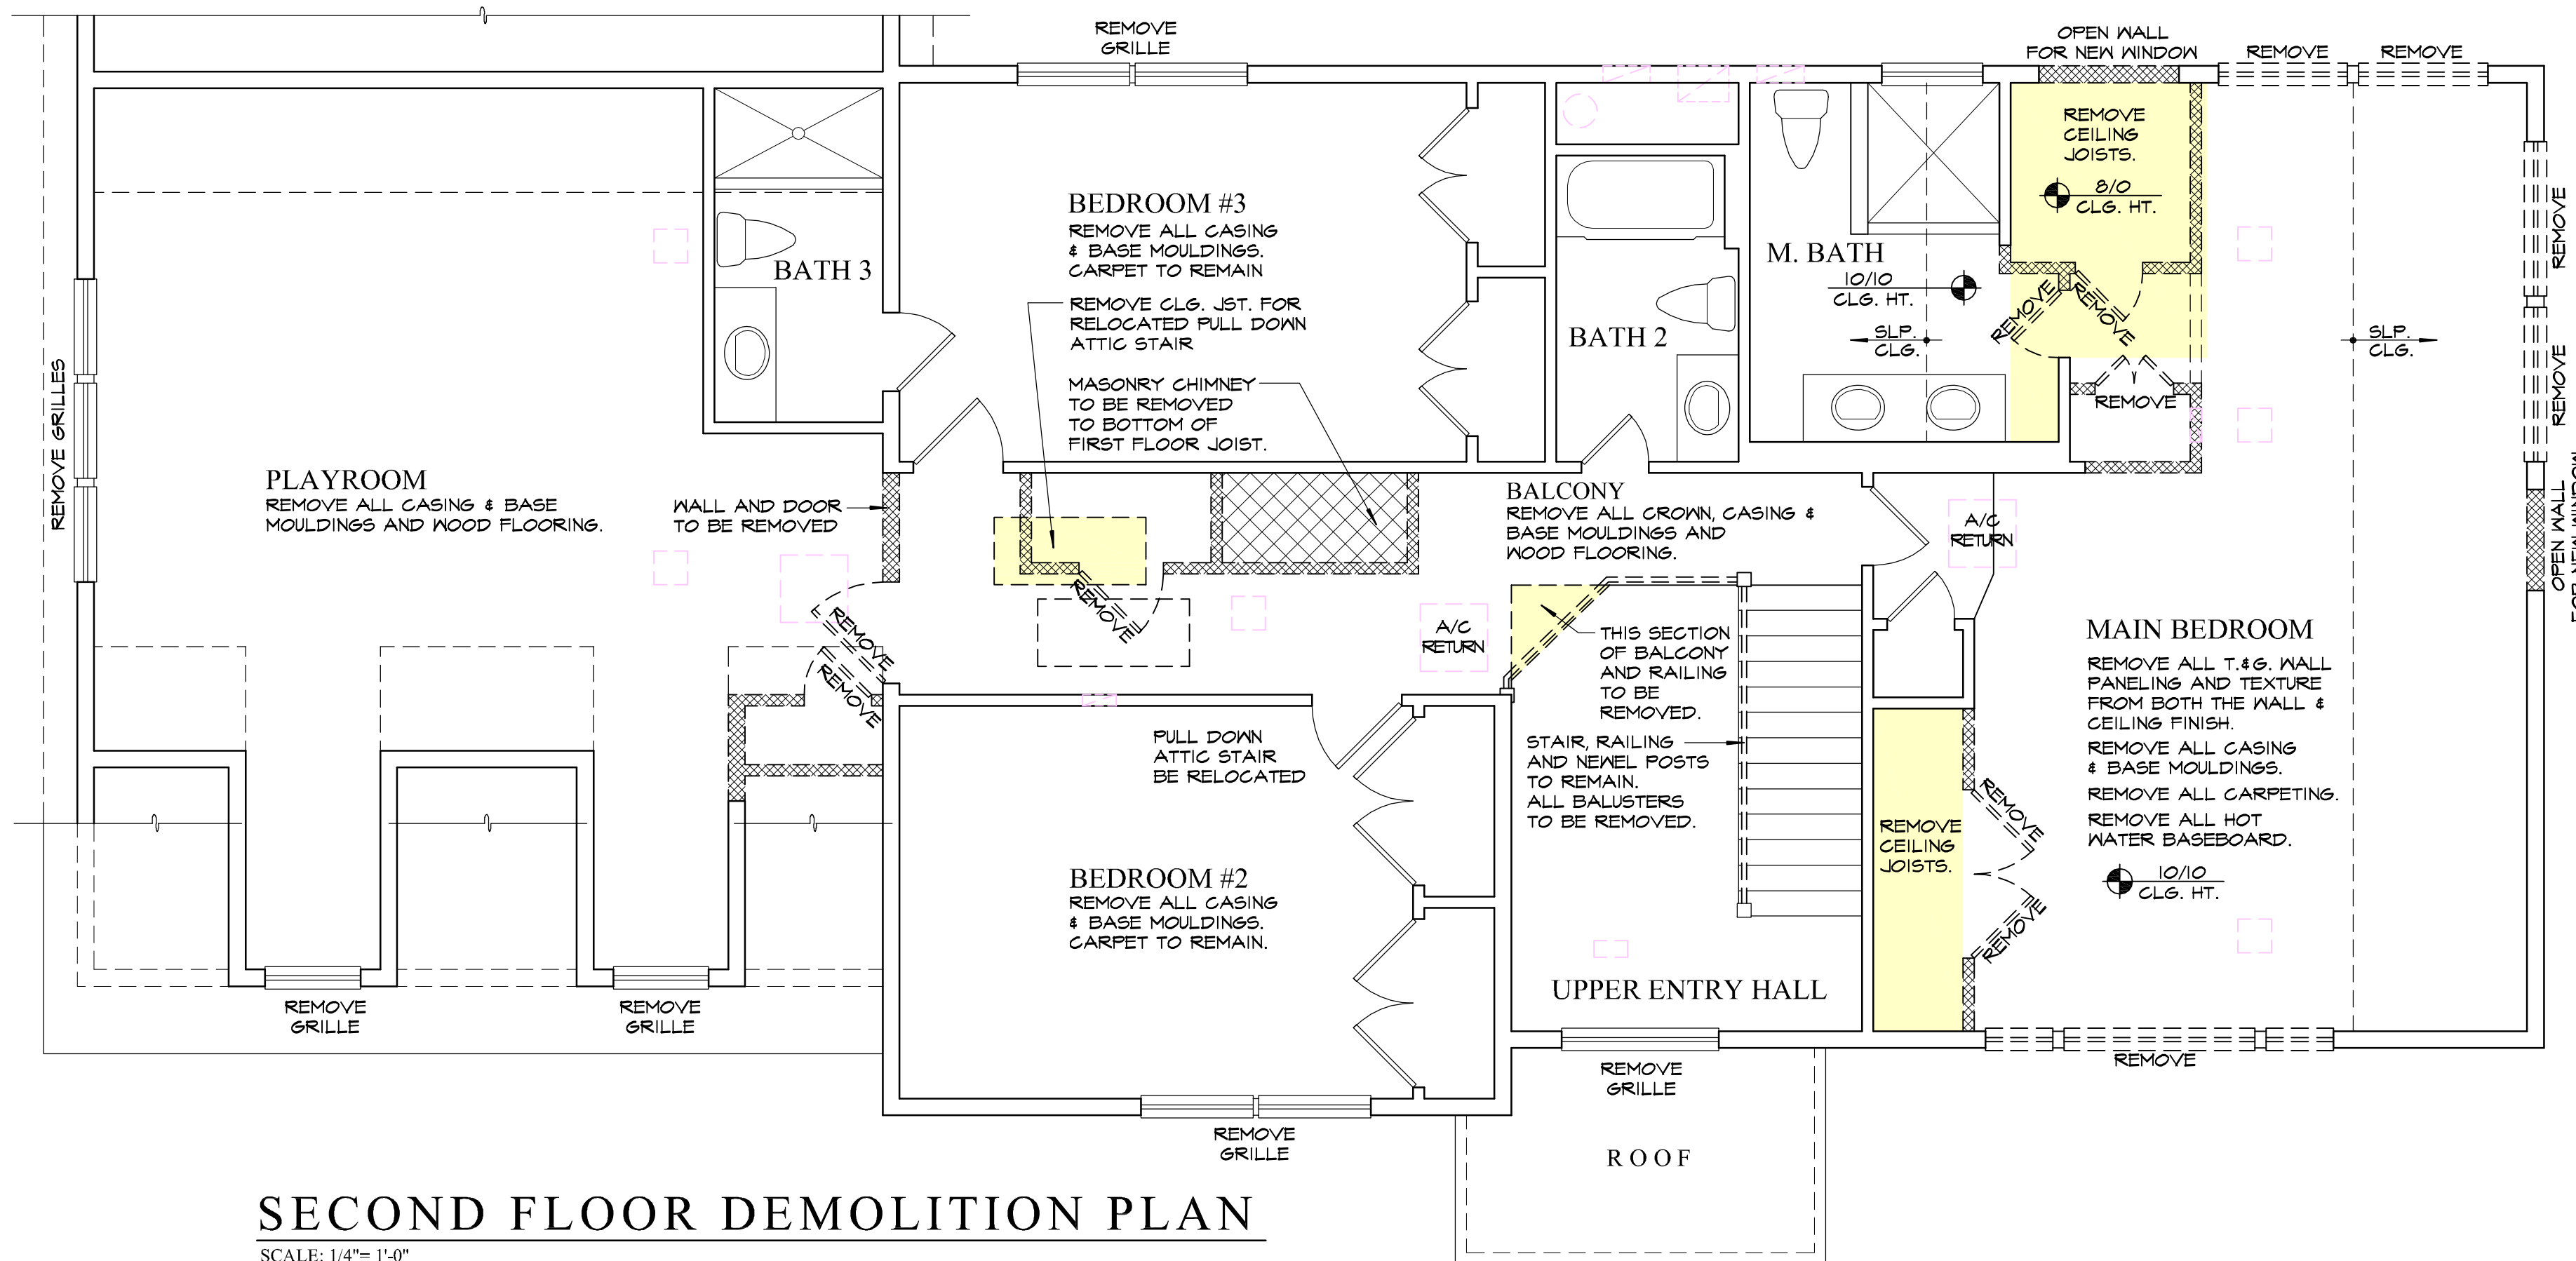 REMOVE
GRILLE
OPEN WALL
FOR NEW WINDOW
REMOVE
REMOVE
REMOVE
CEILING
JOISTS.
8/0
CLG. HT.
REMOVE
BEDROOM #3
REMOVE ALL CASING
& BASE MOULDINGS.
CARPET TO REMAIN
REMOVE CLG. JST. FOR
RELOCATED PULL DOWN
ATTIC STAIR
MASONRY CHIMNEY
TO BE REMOVED
TO BOTTOM OF
FIRST FLOOR JOIST.
BATH 3
M. BATH
10/10
CLG. HT.
SLP.
CLG.
REMOVE
REMOVE
REMOVE
SLP.
CLG.
REMOVE
BATH 2
REMOVE GRILLES
PLAYROOM
REMOVE ALL CASING & BASE
MOULDINGS AND WOOD FLOORING.
WALL AND DOOR
TO BE REMOVED
REMOVE
REMOVE
REMOVE
BALCONY
REMOVE ALL CROWN, CASING &
BASE MOULDINGS AND
WOOD FLOORING.
A/C
RETURN
A/C
RETURN
OPEN WALL
FOR NEW WINDOW
THIS SECTION
OF BALCONY
AND RAILING
TO BE
REMOVED.
STAIR, RAILING
AND NEWEL POSTS
TO REMAIN.
ALL BALUSTERS
TO BE REMOVED.
MAIN BEDROOM
REMOVE ALL T.&G. WALL
PANELING AND TEXTURE
FROM BOTH THE WALL &
CEILING FINISH.
REMOVE ALL CASING
& BASE MOULDINGS.
REMOVE ALL CARPETING.
REMOVE ALL HOT
WATER BASEBOARD.
10/10
CLG. HT.
PULL DOWN
ATTIC STAIR
BE RELOCATED
REMOVE
CEILING
JOISTS.
REMOVE
REMOVE
BEDROOM #2
REMOVE ALL CASING
& BASE MOULDINGS.
CARPET TO REMAIN.
UPPER ENTRY HALL
REMOVE
GRILLE
REMOVE
GRILLE
REMOVE
GRILLE
REMOVE
REMOVE
GRILLE
ROOF
SECOND FLOOR DEMOLITION PLAN
SCALE: 1/4"= 1'-0"